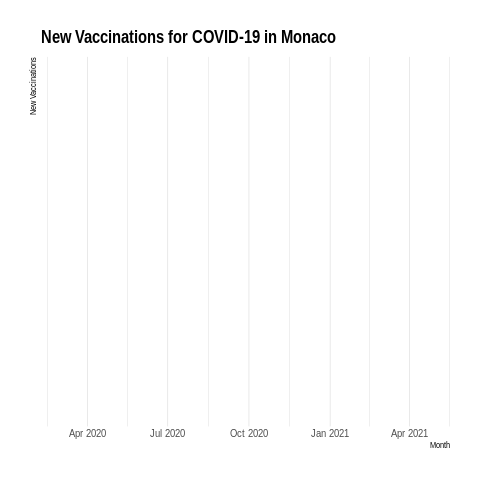 New Vaccinations for COVID-19 in Monaco
New Vaccinations
Apr 2020 Jul 2020 Oct 2020 Jan 2021 Apr 2021
Month